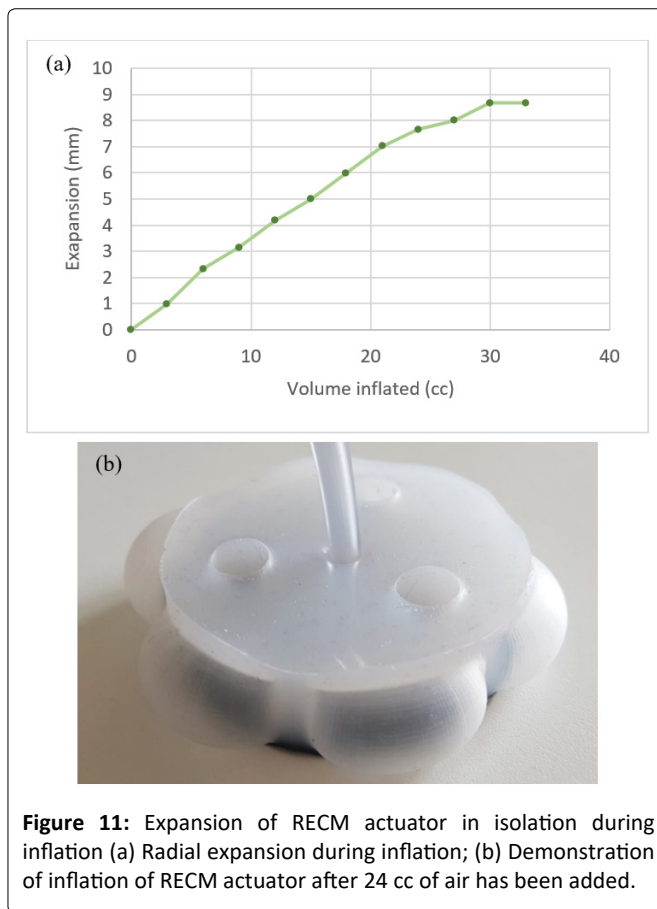 (a)
10
9
8
7
6
5
4
3
2
1
0
Exapansion (mm)
0 10 20 30 40
Volume inflated (cc)
(b)
Figure 11: Expansion of RECM actuator in isolation during
inflation (a) Radial expansion during inflation; (b) Demonstration
of inflation of RECM actuator after 24 cc of air has been added.